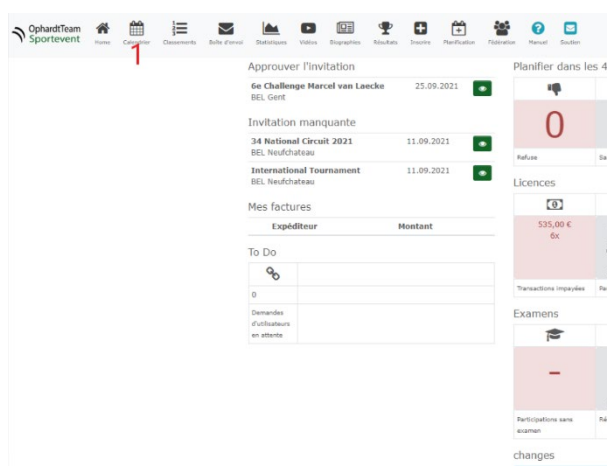 OphardtTeam
Sportevent
Home
Calendrier
Classements
Boîte d'envoi
Statistiques
Vidéos
Biographies
Résultats
Inscrire
Planification
Fédération
Manuel
Soutien
1
Approuver l'invitation
6e Challenge Marcel van Laecke 25.09.2021
BEL Gent
Invitation manquante
34 National Circuit 2021 11.09.2021
BEL Neufchateau
International Tournament 11.09.2021
BEL Neufchateau
Mes factures
Expéditeur Montant
To Do
0
Demandes
d'utilisateurs
en attente
Planifier dans les 4
0
Refuse
Licences
535,00 €
6x
Transactions impayées
Examens
-
Participations sans
examen
changes